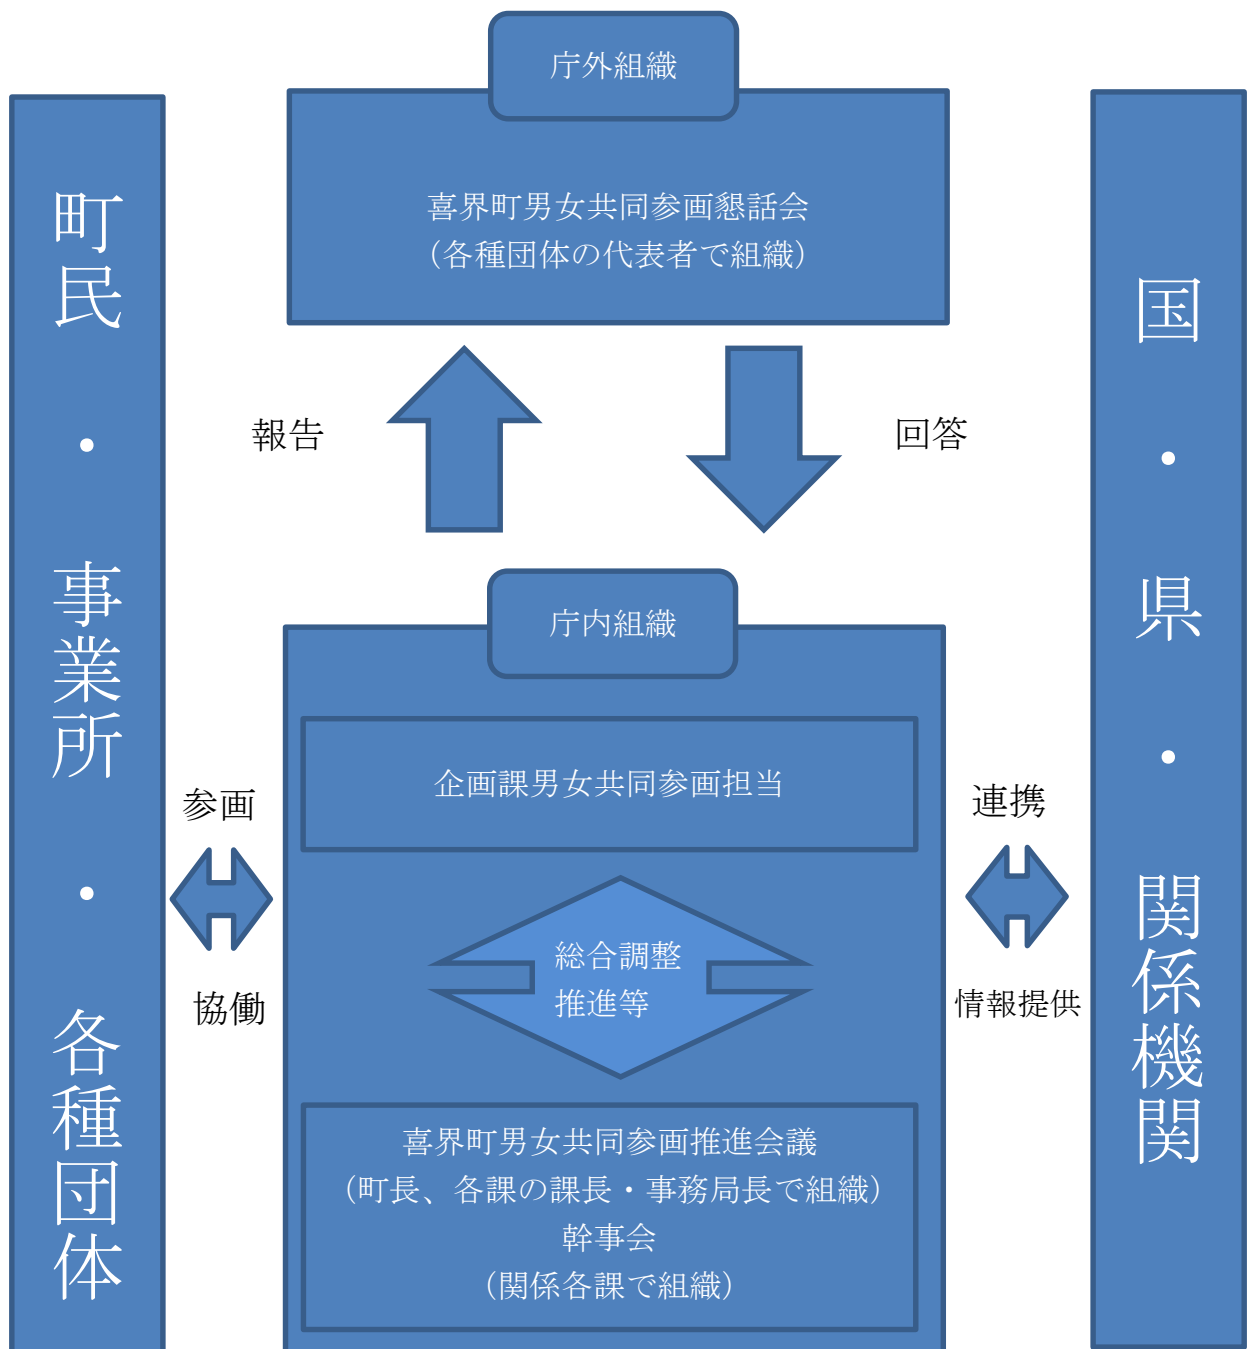 庁外組織
喜界町男女共同参画懇話会
（各種団体の代表者で組織）
町民・事業所・各種団体
国・県・関係機関
報告
回答
庁内組織
企画課男女共同参画担当
参画
協働
連携
情報提供
総合調整
推進等
喜界町男女共同参画推進会議
（町長、各課の課長・事務局長で組織）
幹事会
（関係各課で組織）